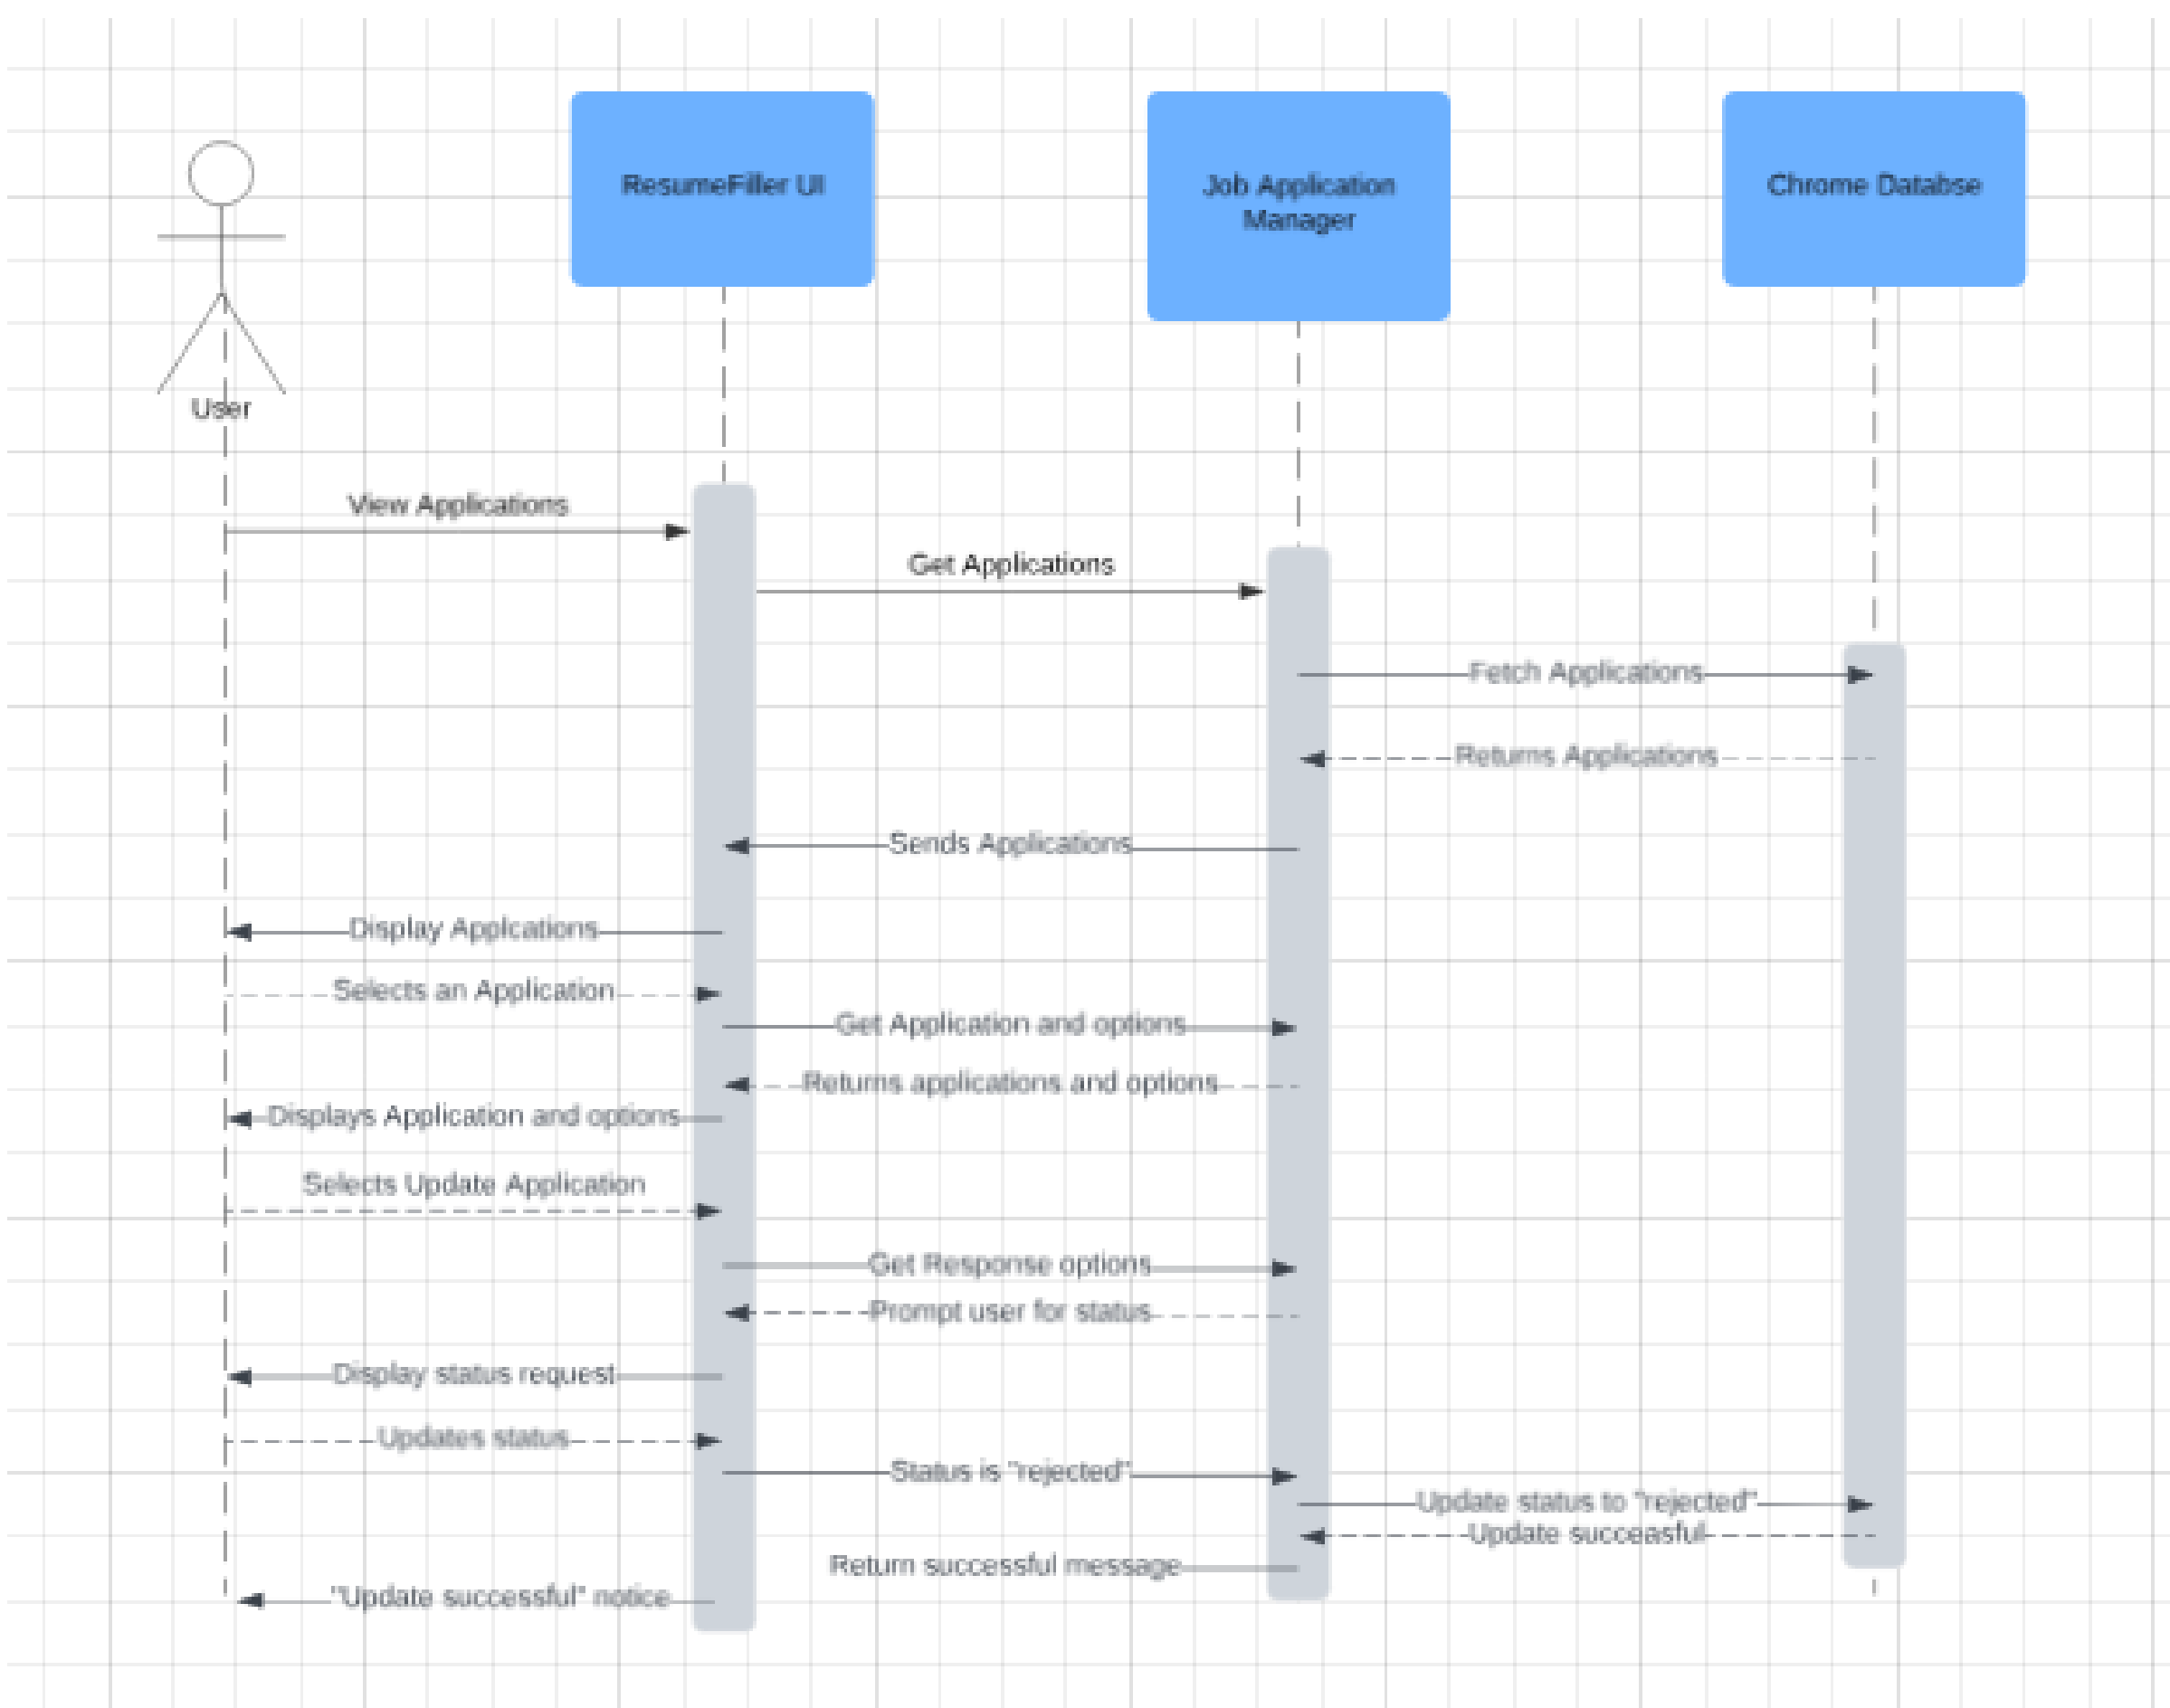 ResumeFiller UI
Job Application
Manager
Chrome Databse
User
View Applications
Get Applications
Fetch Applications
Returns Applications
Sends Applications
Display Applcations
Selects an Application
Get Application and options
Returns applications and options
Displays Application and options
Selects Update Application
Get Response options
Prompt user for status
Display status request
Updates status
Status is "rejected"
Update status to "rejected"
Update succeasful
Return successful message
"Update successful" notice